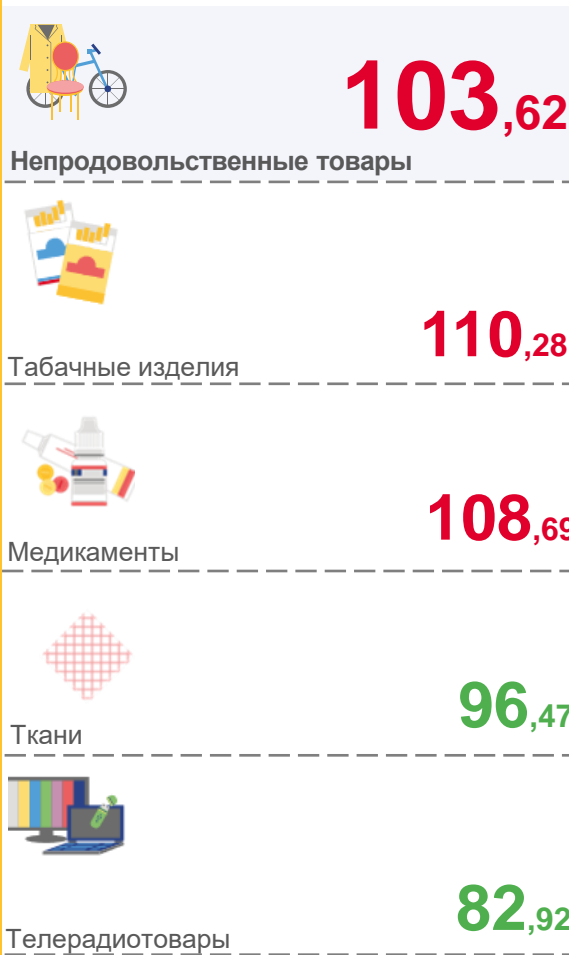 103,62
Непродовольственные товары
110,28
Табачные изделия
108,69
Медикаменты
96,47
Ткани
82,92
Телерадиотовары